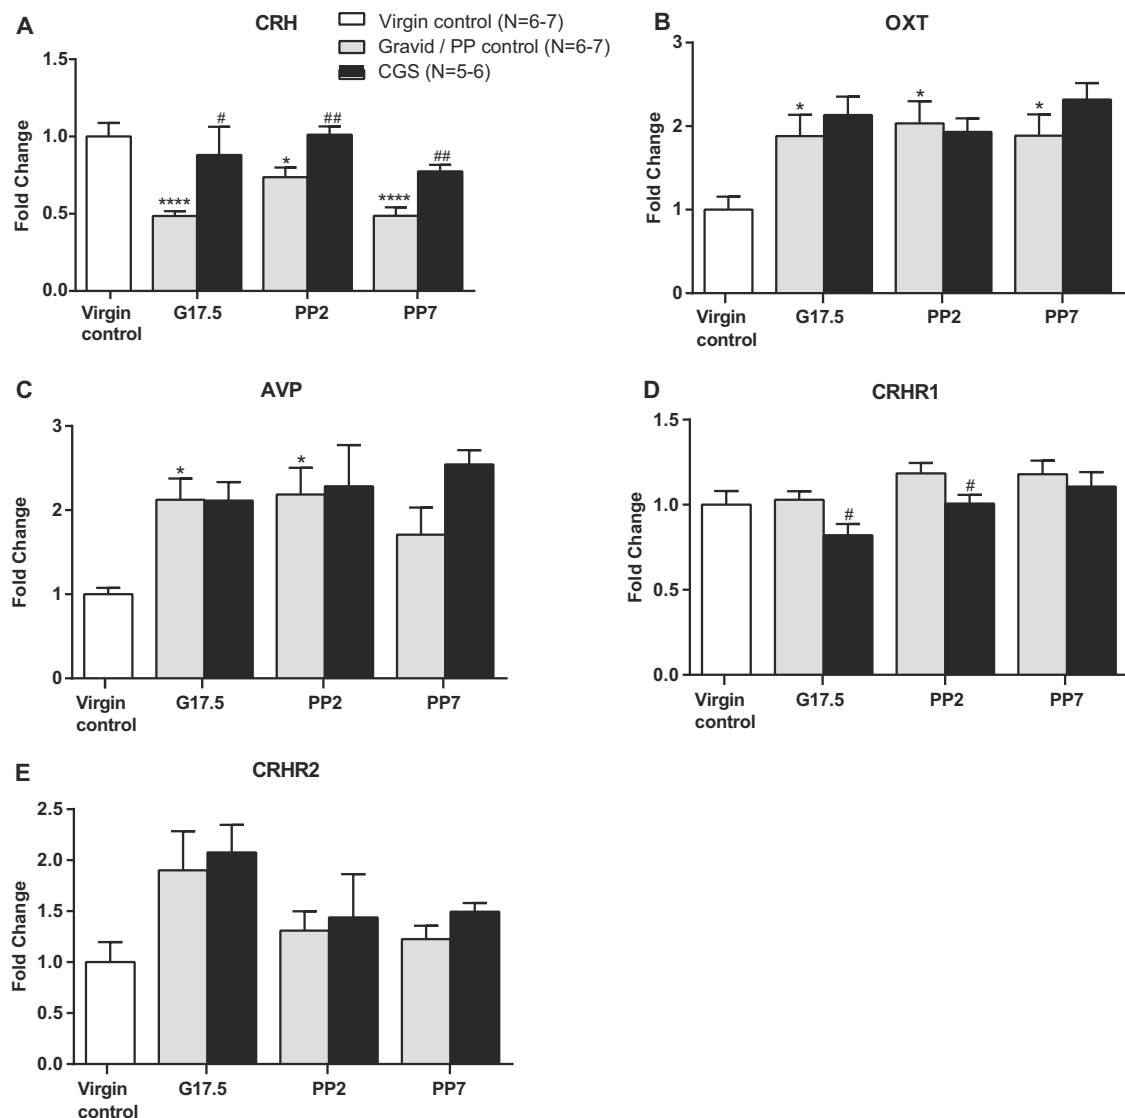 A
CRH
Virgin control (N=6-7)
Gravid / PP control (N=6-7)
CGS (N=5-6)
Fold Change
1.5
1.0
0.5
0.0
****
#
*
##
****
##
Virgin
control
G17.5
PP2
PP7
B
OXT
Fold Change
3
2
1
0
*
*
*
Virgin
control
G17.5
PP2
PP7
C
AVP
Fold Change
3
2
1
0
*
*
Virgin
control
G17.5
PP2
PP7
D
CRHR1
Fold Change
1.5
1.0
0.5
0.0
#
#
Virgin
control
G17.5
PP2
PP7
E
CRHR2
Fold Change
2.5
2.0
1.5
1.0
0.5
0.0
Virgin
control
G17.5
PP2
PP7